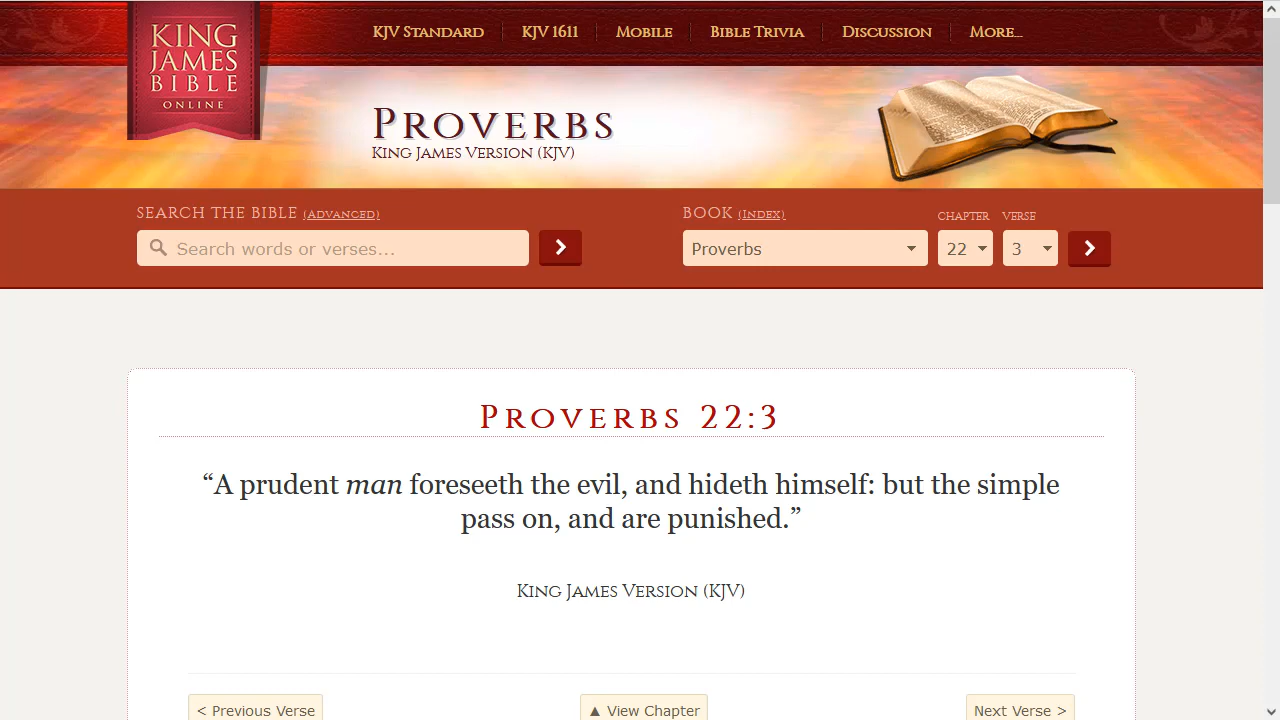 KING
JAMES
BIBLE
ONLINE
KJV Standard
KJV 1611
Mobile
Bible Trivia
Discussion
More...
Proverbs
King James Version (KJV)
SEARCH THE BIBLE (Advanced)
Search words or verses...
BOOK (Index)
CHAPTER
VERSE
Proverbs
22
3
Proverbs 22:3
“A prudent man foreseeth the evil, and hideth himself: but the simple
pass on, and are punished.”
King James Version (KJV)
< Previous Verse
▲ View Chapter
Next Verse >